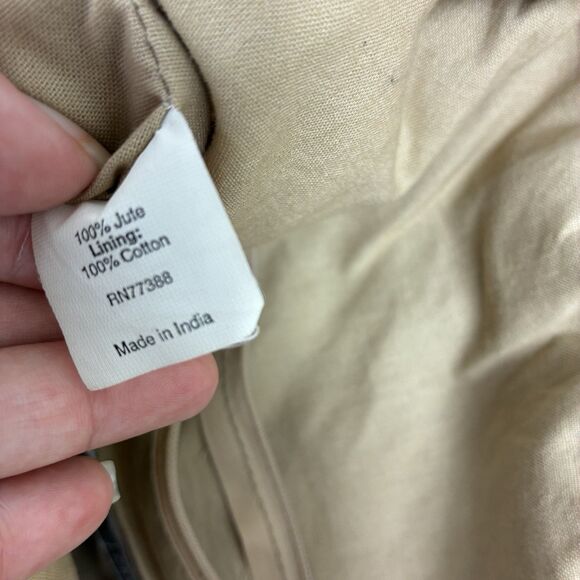 100% Jute
Lining:
100% Cotton
RN77388
Made in India